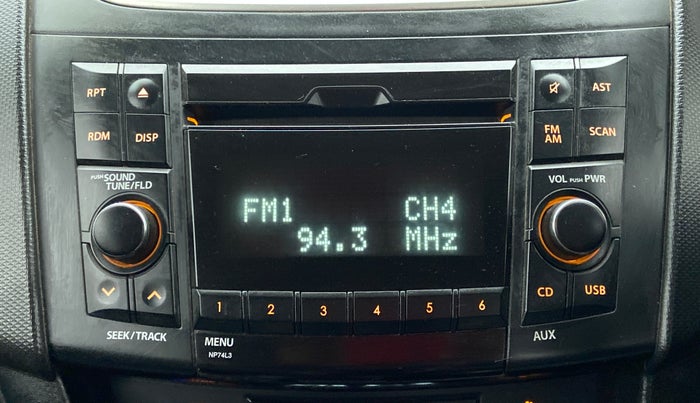 RPT
AST
RDM
DISP
FM
AM
SCAN
PUSH SOUND
TUNE/FLD
VOL PUSH PWR
FM1 CH4
94.3 MHz
CD
USB
1 2 3 4 5 6
SEEK/TRACK
MENU
AUX
NP74L3